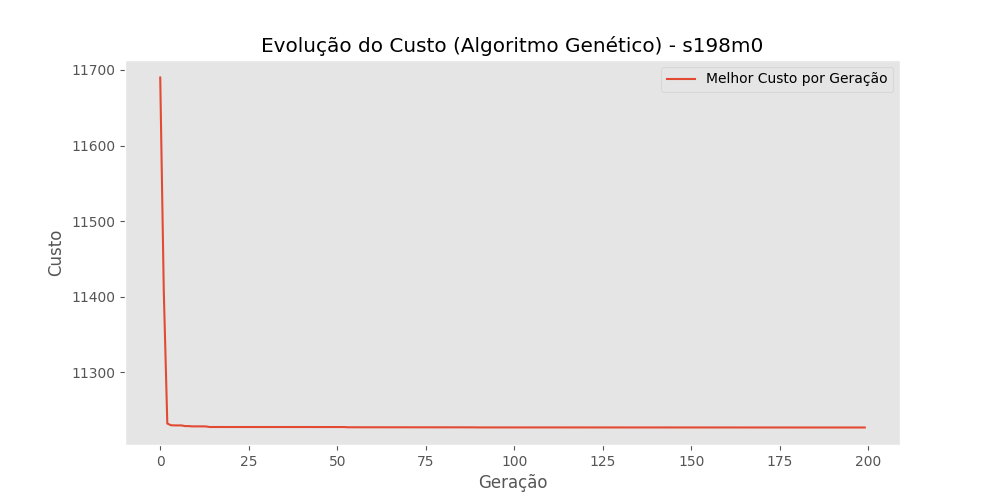 Evolução do Custo (Algoritmo Genético) - s198m0
Melhor Custo por Geração
11700
11600
11500
11400
11300
Custo
0 25 50 75 100 125 150 175 200
Geração